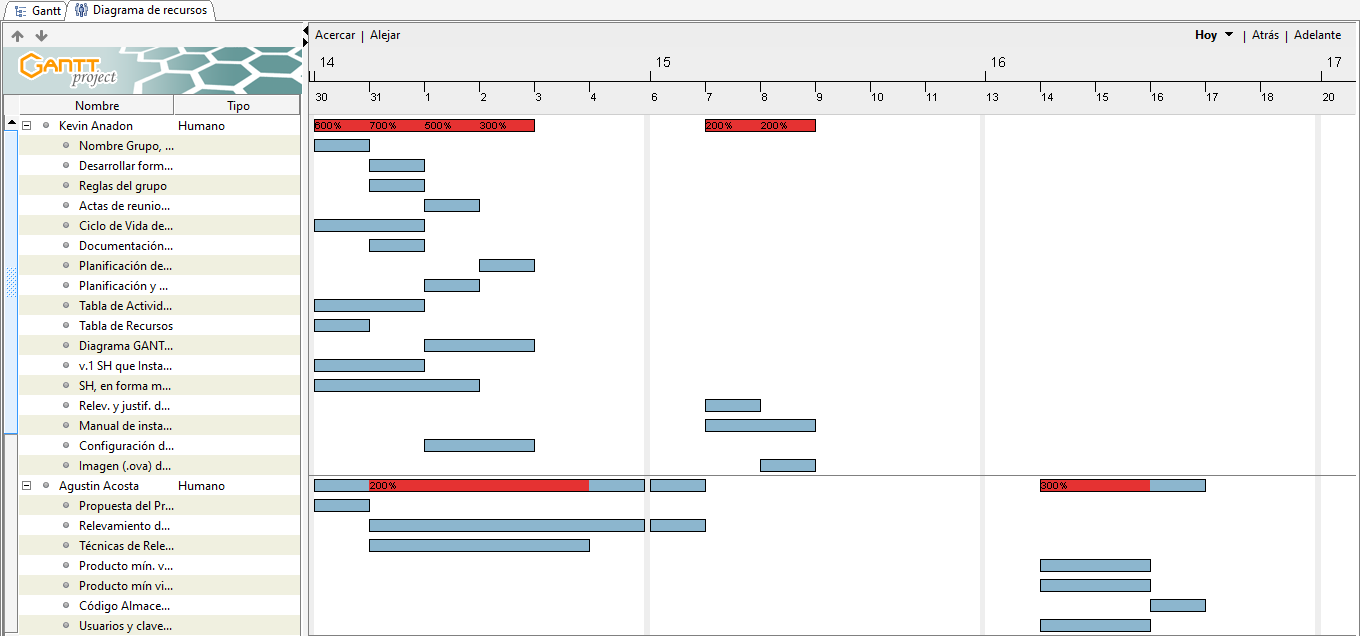 Gantt Diagrama de recursos
Acercar | Alejar Hoy | Atrás | Adelante
GANTT project
14 15 16 17
Nombre Tipo
30 31 1 2 3 4 6 7 8 9 10 11 13 14 15 16 17 18 20
Kevin Anadon Humano 600% 700% 500% 300% 200% 200%
Nombre Grupo, ...
Desarrollar form...
Reglas del grupo
Actas de reunio...
Ciclo de Vida de...
Documentación...
Planificación de...
Planificación y ...
Tabla de Activid...
Tabla de Recursos
Diagrama GANT...
v.1 SH que Insta...
SH, en forma m...
Relev. y justif. d...
Manual de insta...
Configuración d...
Imagen (.ova) d...
Agustin Acosta Humano 200% 300%
Propuesta del Pr...
Relevamiento d...
Técnicas de Rele...
Producto mín. v...
Producto mín vi...
Código Almace...
Usuarios y clave...